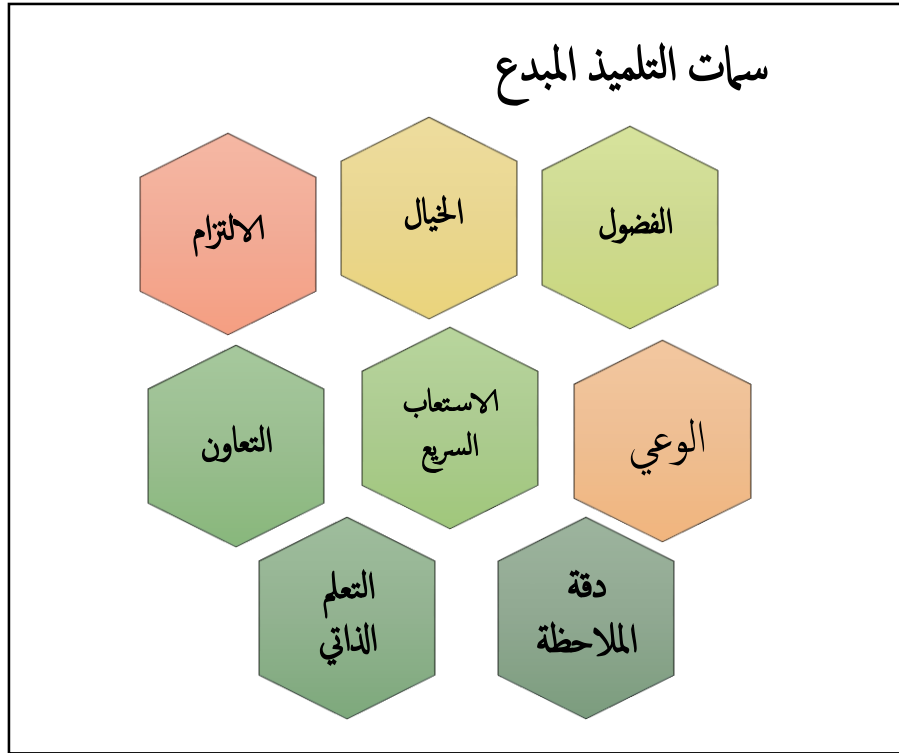 سمات التلميذ المبدع
الفضول
الخيال
الالتزام
الوعي
الاستعاب
السريع
التعاون
دقة
الملاحظة
التعلم
الذاتي